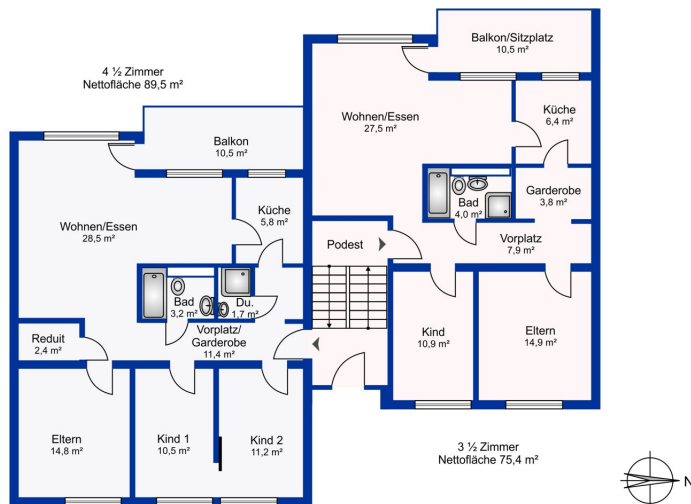 4 ½ Zimmer
Nettofläche 89,5 m²
Balkon
10,5 m²
Wohnen/Essen
28,5 m²
Küche
5,8 m²
Bad
3,2 m²
Du.
1,7 m²
Vorplatz/
Garderobe
11,4 m²
Reduit
2,4 m²
Eltern
14,8 m²
Kind 1
10,5 m²
Kind 2
11,2 m²
Balkon/Sitzplatz
10,5 m²
Wohnen/Essen
27,5 m²
Küche
6,4 m²
Bad
4,0 m²
Garderobe
3,8 m²
Vorplatz
7,9 m²
Podest
Kind
10,9 m²
Eltern
14,9 m²
3 ½ Zimmer
Nettofläche 75,4 m²
N